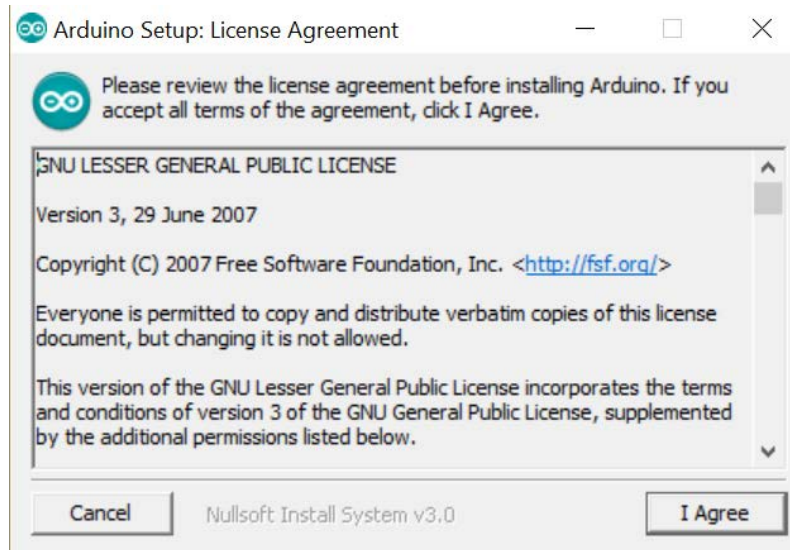 Arduino Setup: License Agreement
Please review the license agreement before installing Arduino. If you
accept all terms of the agreement, click I Agree.
GNU LESSER GENERAL PUBLIC LICENSE
Version 3, 29 June 2007
Copyright (C) 2007 Free Software Foundation, Inc. <http://fsf.org/>
Everyone is permitted to copy and distribute verbatim copies of this license
document, but changing it is not allowed.
This version of the GNU Lesser General Public License incorporates the terms
and conditions of version 3 of the GNU General Public License, supplemented
by the additional permissions listed below.
Cancel
Nullsoft Install System v3.0
I Agree